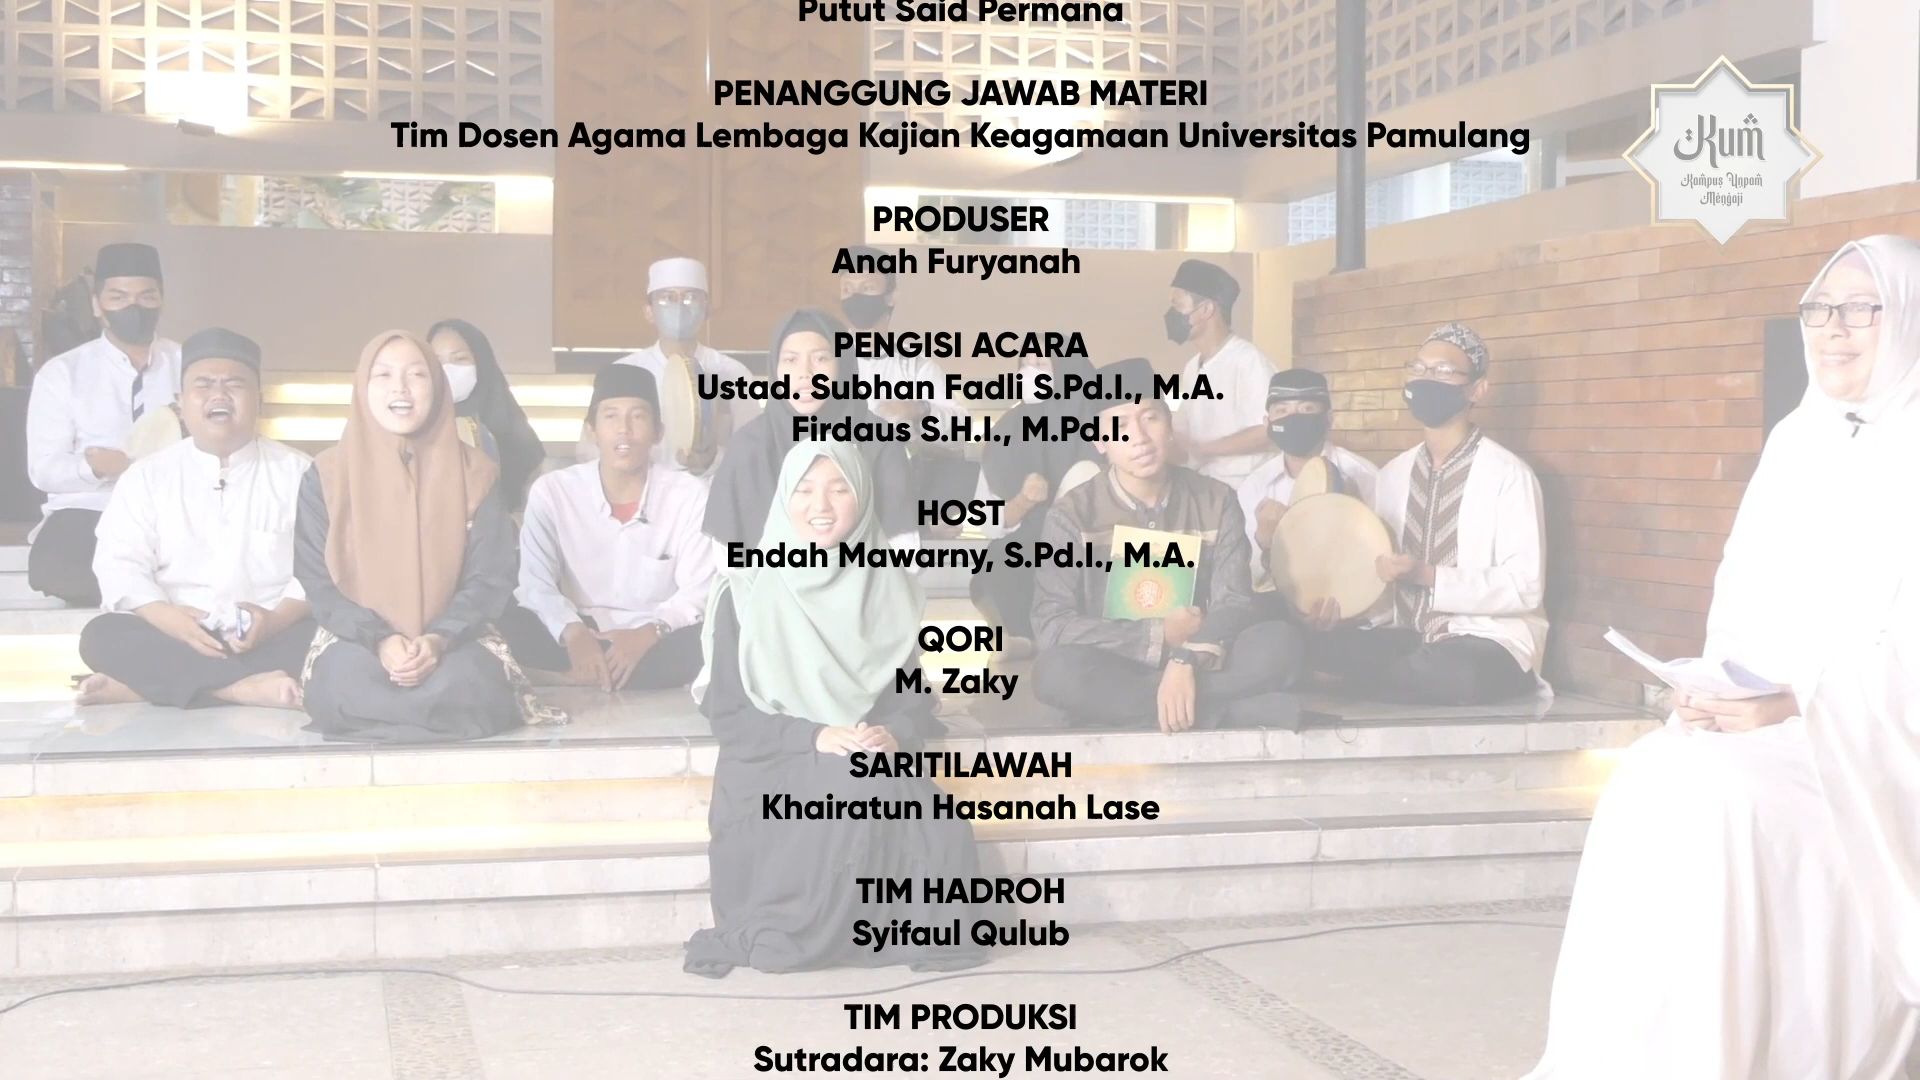 Putut Said Permana
PENANGGUNG JAWAB MATERI
Tim Dosen Agama Lembaga Kajian Keagamaan Universitas Pamulang
Kum
Kampus Unpam
Mengaji
PRODUSER
Anah Furyanah
PENGISI ACARA
Ustad. Subhan Fadli S.Pd.I., M.A.
Firdaus S.H.I., M.Pd.I.
HOST
Endah Mawarny, S.Pd.I., M.A.
QORI
M. Zaky
SARITILAWAH
Khairatun Hasanah Lase
TIM HADROH
Syifaul Qulub
TIM PRODUKSI
Sutradara: Zaky Mubarok